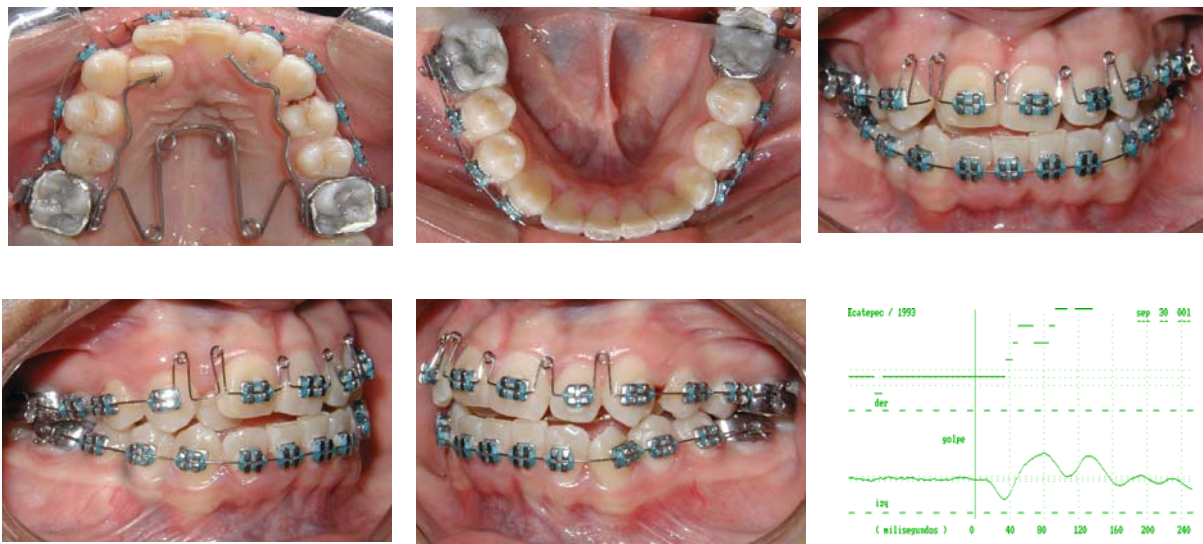 Ecatepec / 1993
sep 30 001
der
golpe
izq
( milisegundos ) 0 40 80 120 160 200 240